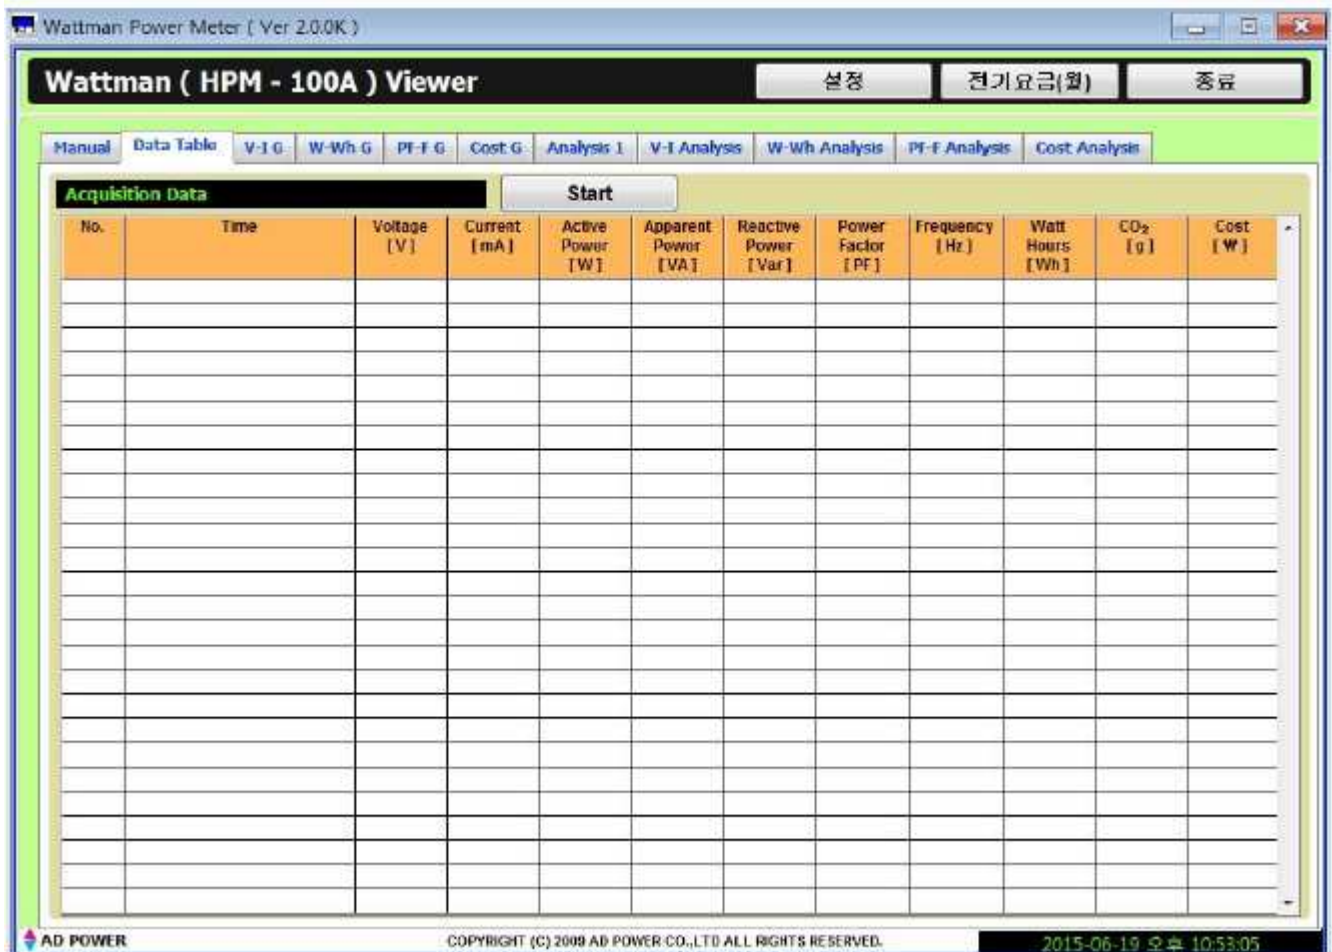 Wattman Power Meter ( Ver 2.0.0K )
Wattman ( HPM - 100A ) Viewer 설정 전기요금(월) 종료
Manual Data Table V-I G W-Wh G PF-F G Cost G Analysis 1 V-I Analysis W-Wh Analysis PF-F Analysis Cost Analysis
Acquisition Data Start
No. Time Voltage Current Active Apparent Reactive Power Frequency Watt CO₂ Cost
[ V ] [ mA ] Power Power Power Factor [ Hz ] Hours [ g ] [ ₩ ]
[ W ] [ VA ] [ Var ] [ PF ] [ Wh ]
AD POWER COPYRIGHT (C) 2009 AD POWER CO.,LTD ALL RIGHTS RESERVED. 2015-06-19 오후 10:53:05